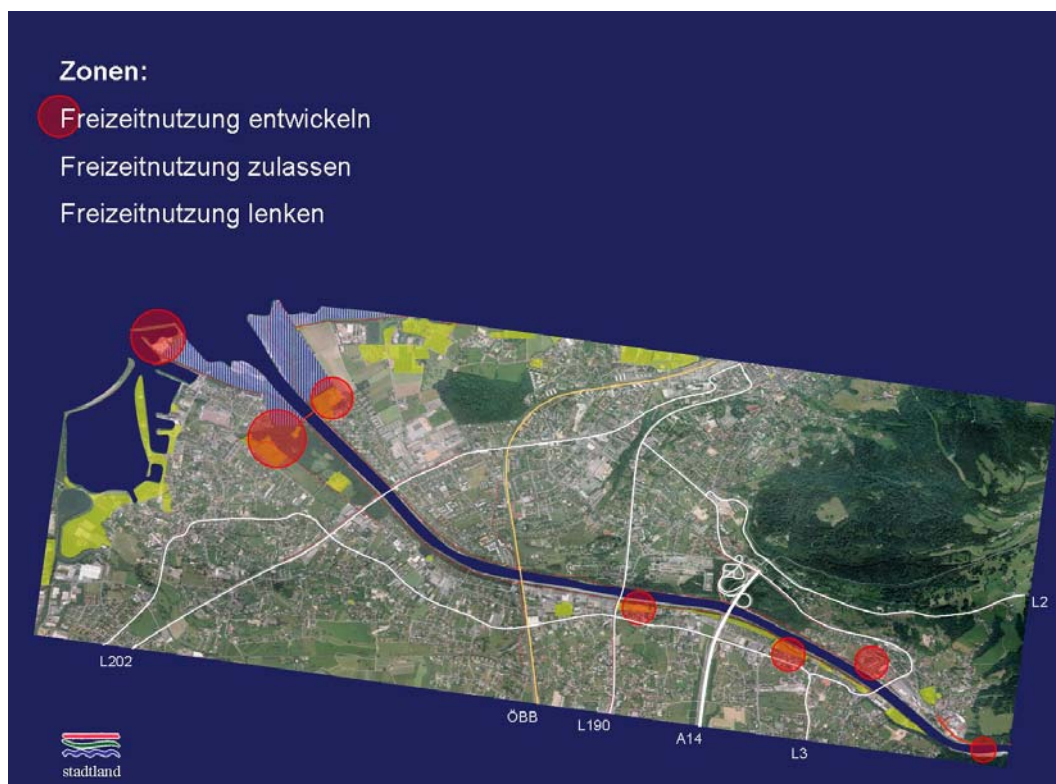 Zonen:
Freizeitnutzung entwickeln
Freizeitnutzung zulassen
Freizeitnutzung lenken
L2
L202
ÖBB
L190
A14
L3
stadtland